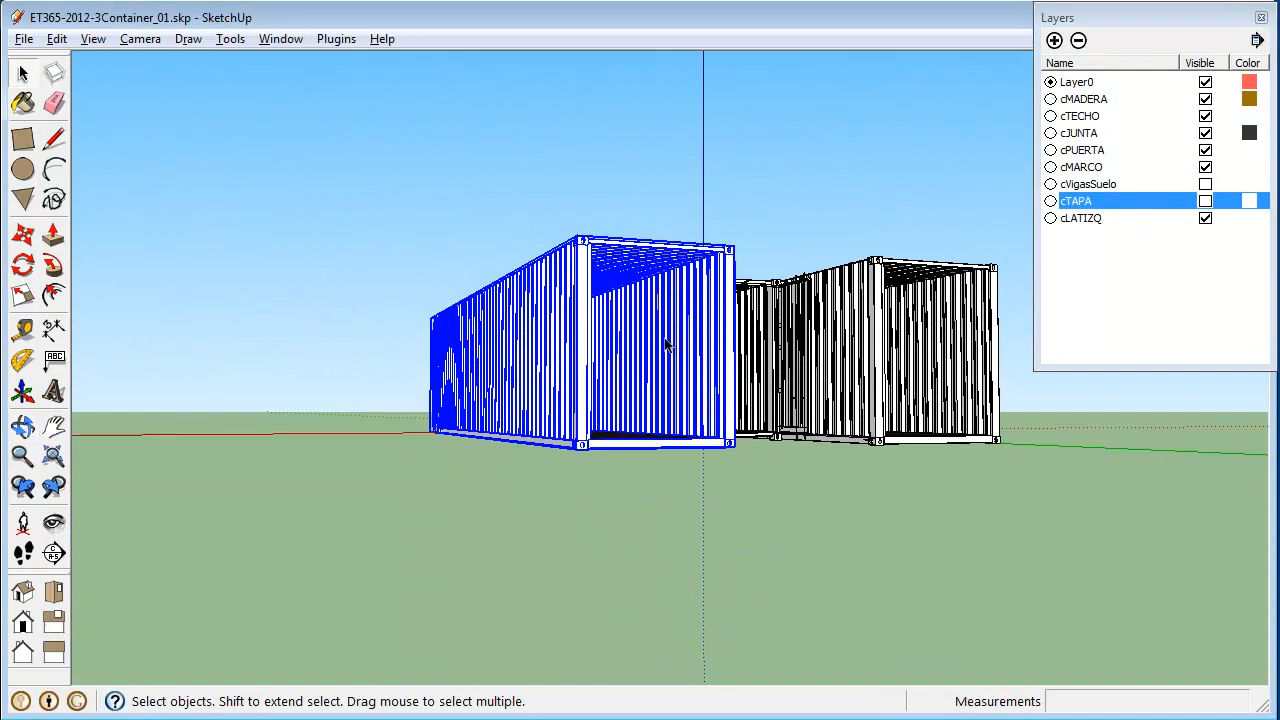 ET365-2012-3Container_01.skp - SketchUp
File Edit View Camera Draw Tools Window Plugins Help
Layers
Name Visible Color
Layer0
cMADERA
cTECHO
cJUNTA
cPUERTA
cMARCO
cVigasSuelo
cTAPA
cLATIZQ
ABC
A
C
A-S
G
? Select objects. Shift to extend select. Drag mouse to select multiple. Measurements